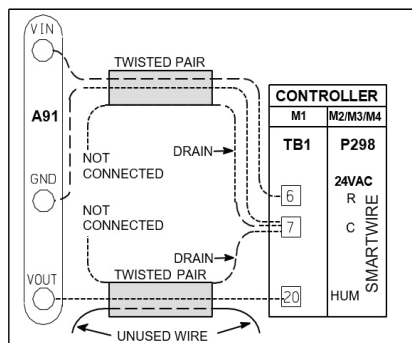 VIN
TWISTED PAIR
CONTROLLER
M1 M2/M3/M4
A91
TB1 P298
DRAIN
NOT
CONNECTED
24VAC
GND
6 R
NOT
CONNECTED
7 C
SMARTWIRE
DRAIN
VOUT
TWISTED PAIR
20 HUM
UNUSED WIRE